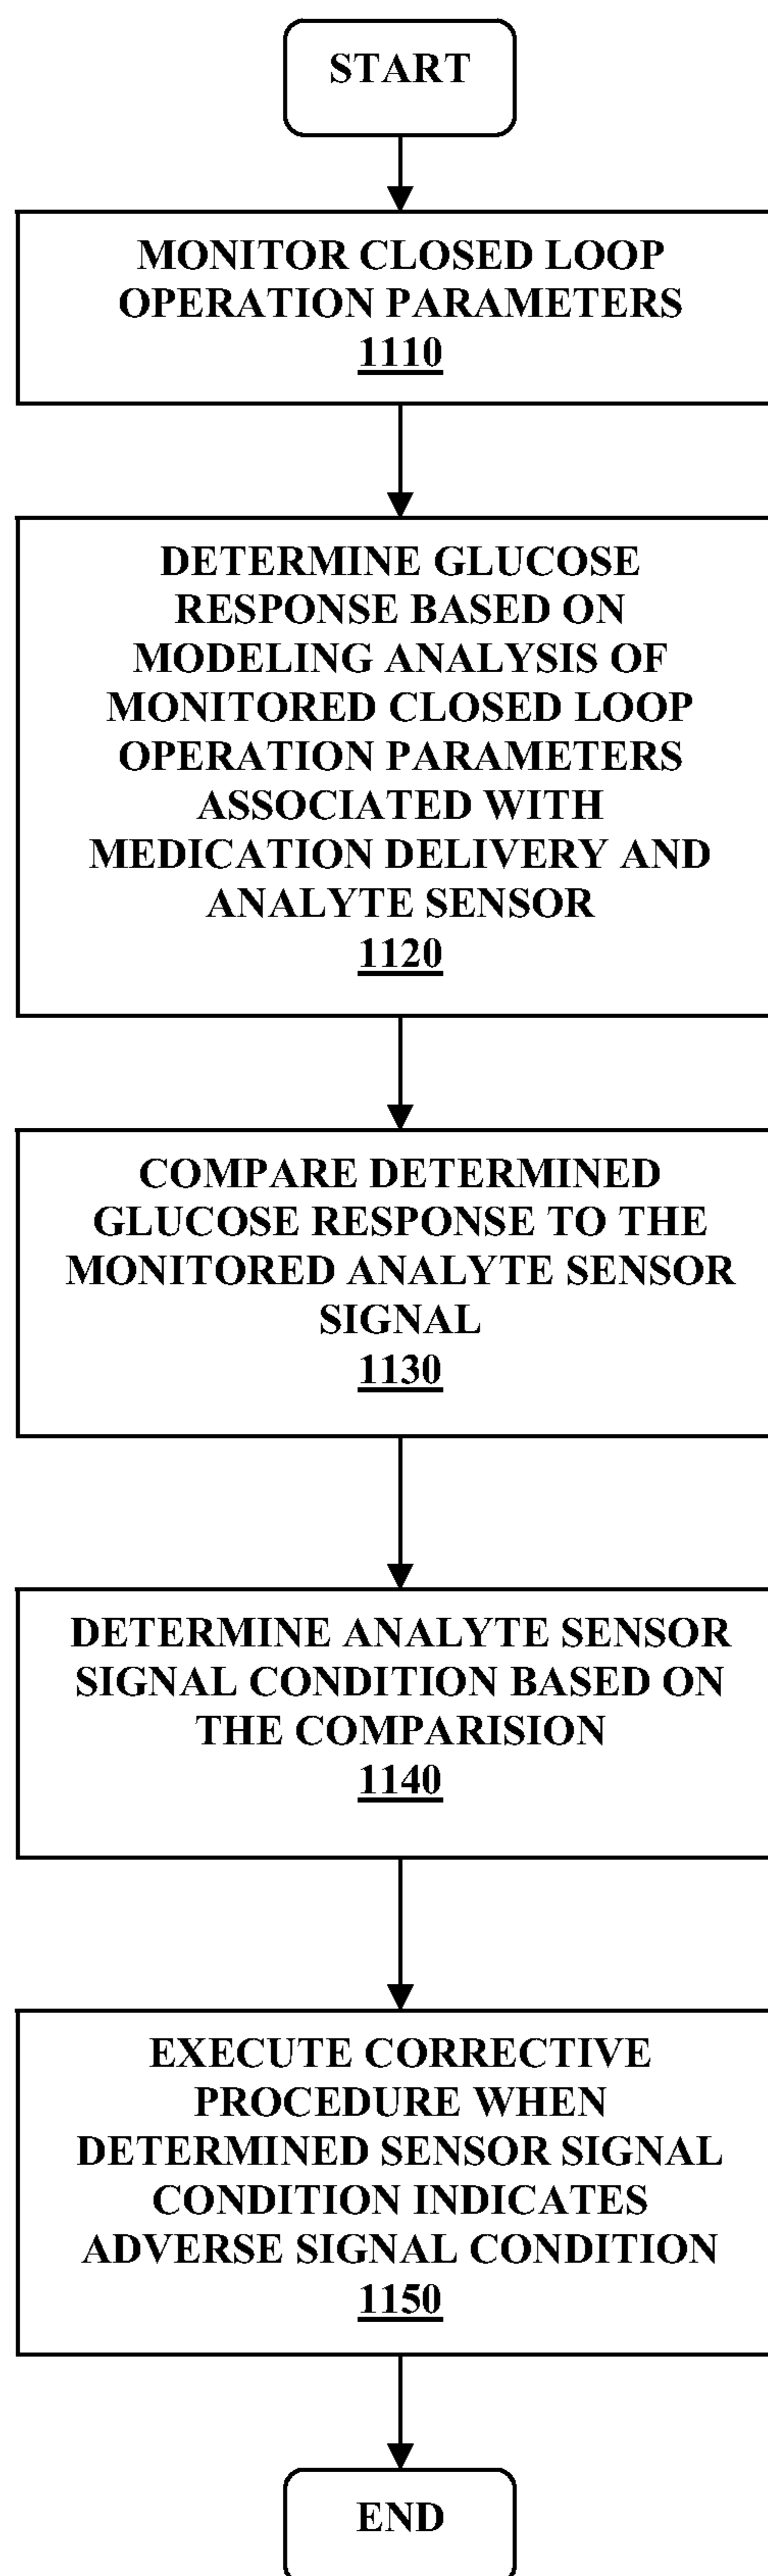 START
MONITOR CLOSED LOOP
OPERATION PARAMETERS
1110
DETERMINE GLUCOSE
RESPONSE BASED ON
MODELING ANALYSIS OF
MONITORED CLOSED LOOP
OPERATION PARAMETERS
ASSOCIATED WITH
MEDICATION DELIVERY AND
ANALYTE SENSOR
1120
COMPARE DETERMINED
GLUCOSE RESPONSE TO THE
MONITORED ANALYTE SENSOR
SIGNAL
1130
DETERMINE ANALYTE SENSOR
SIGNAL CONDITION BASED ON
THE COMPARISION
1140
EXECUTE CORRECTIVE
PROCEDURE WHEN
DETERMINED SENSOR SIGNAL
CONDITION INDICATES
ADVERSE SIGNAL CONDITION
1150
END